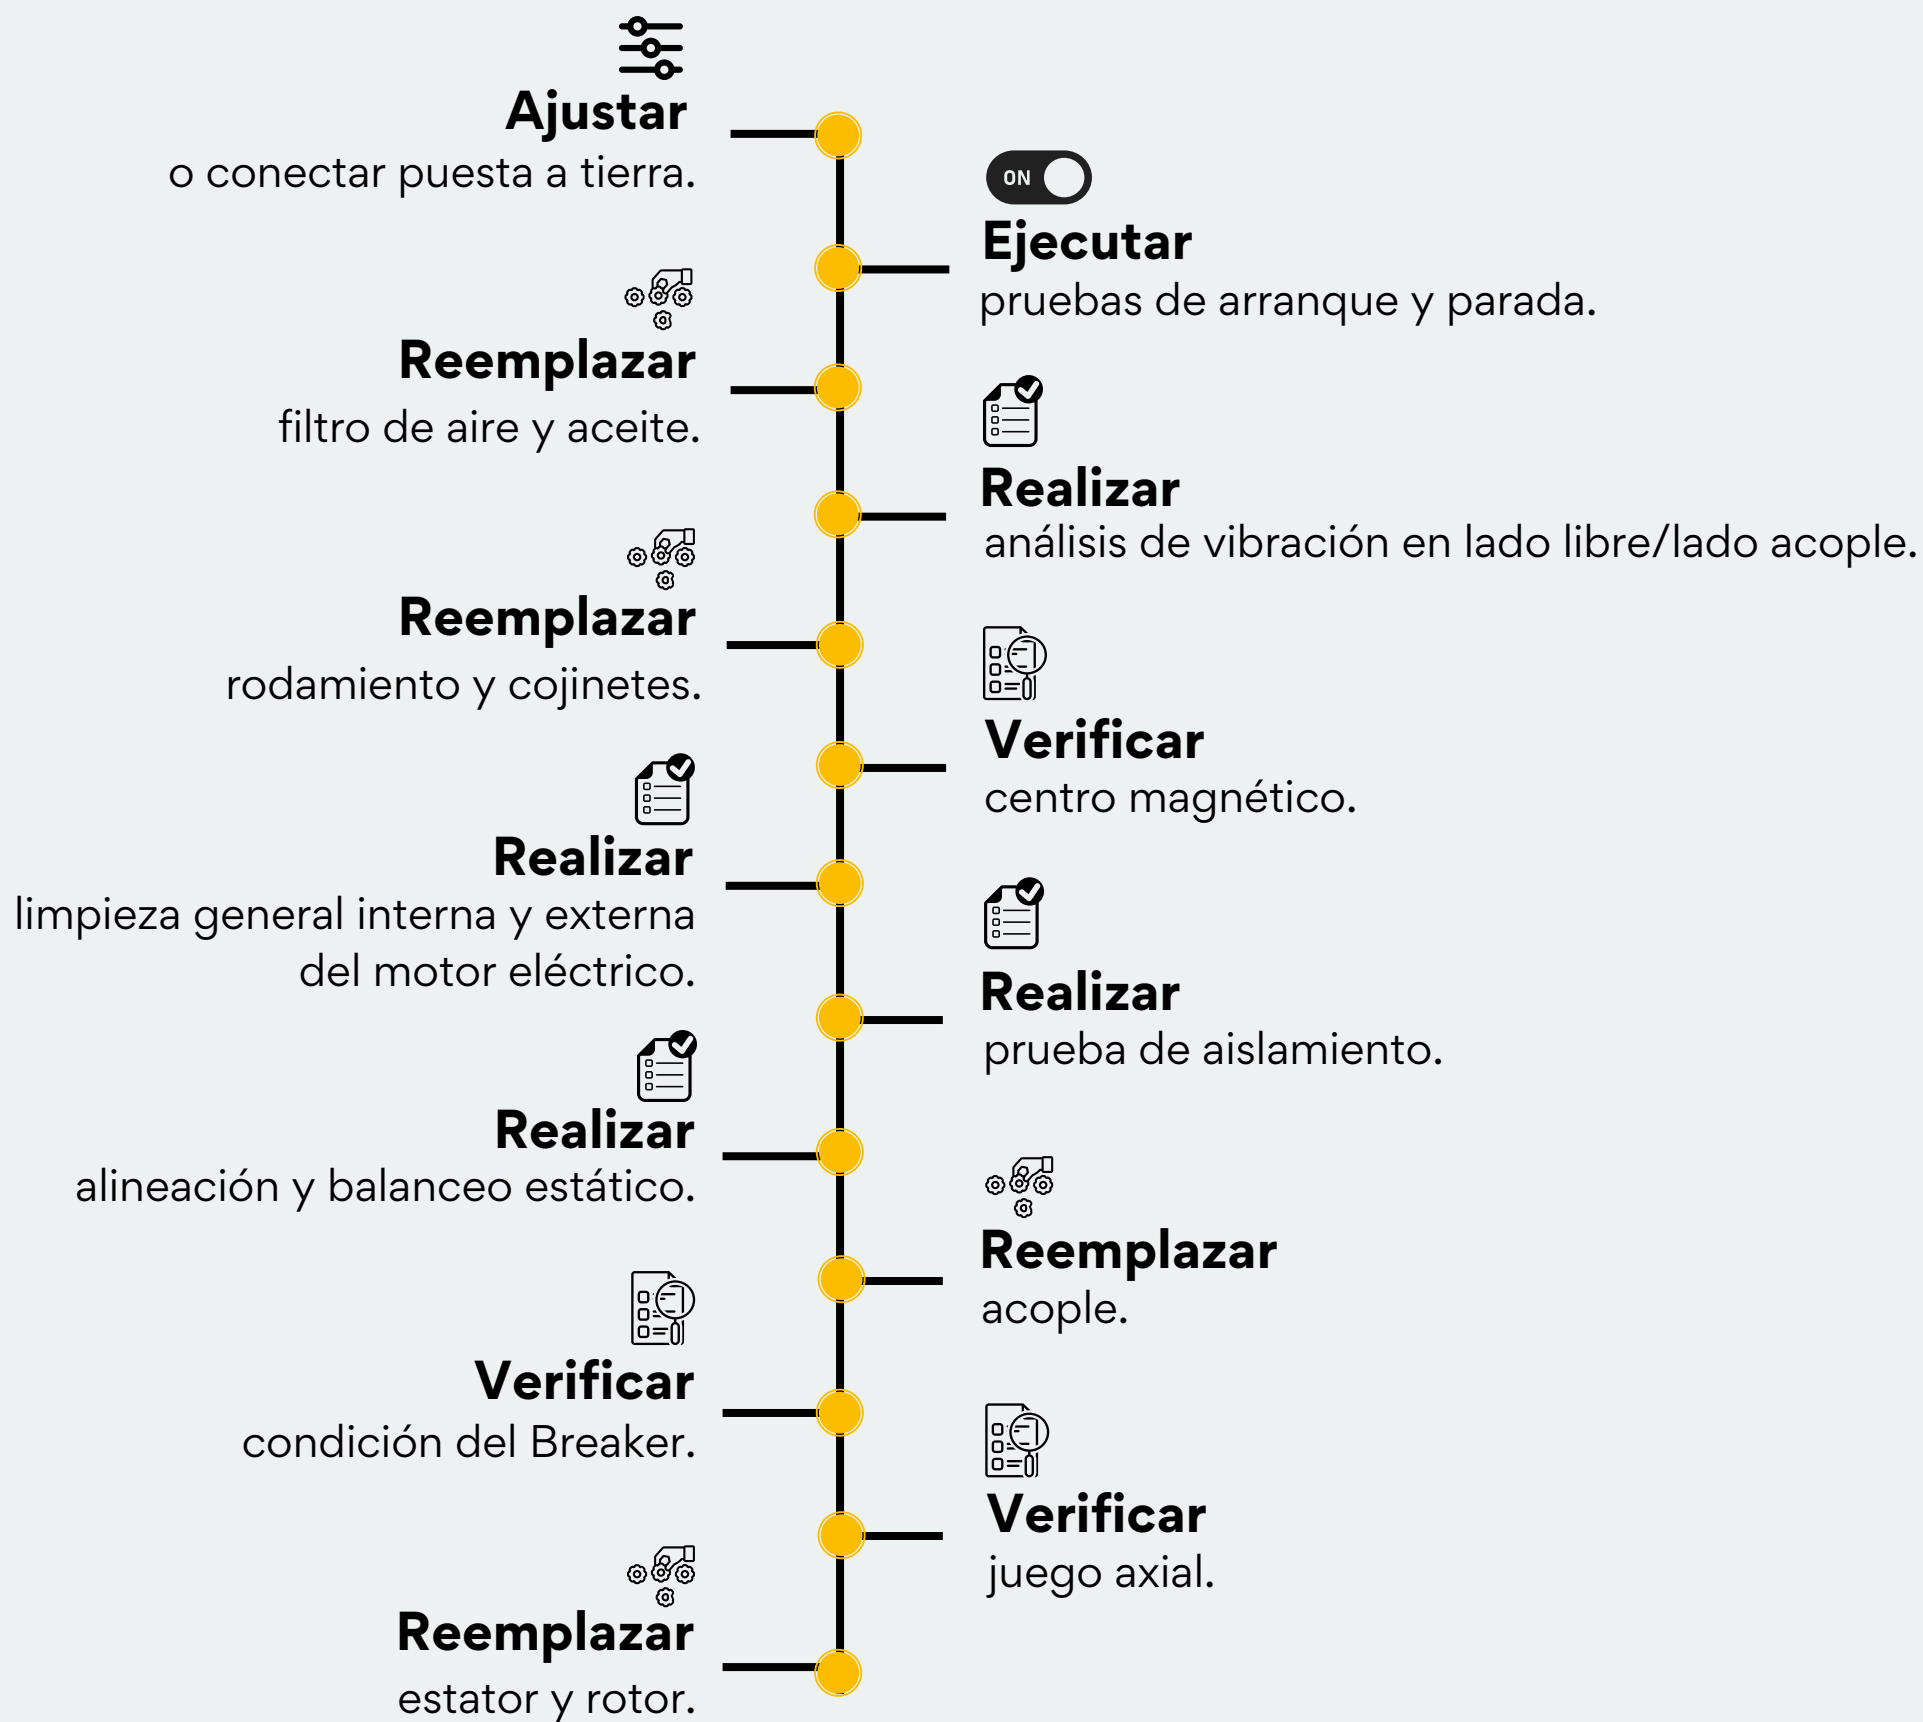 Ajustar
o conectar puesta a tierra.
ON
Ejecutar
pruebas de arranque y parada.
Reemplazar
filtro de aire y aceite.
Realizar
análisis de vibración en lado libre/lado acople.
Reemplazar
rodamiento y cojinetes.
Verificar
centro magnético.
Realizar
limpieza general interna y externa
del motor eléctrico.
Realizar
prueba de aislamiento.
Realizar
alineación y balanceo estático.
Reemplazar
acople.
Verificar
condición del Breaker.
Verificar
juego axial.
Reemplazar
estator y rotor.